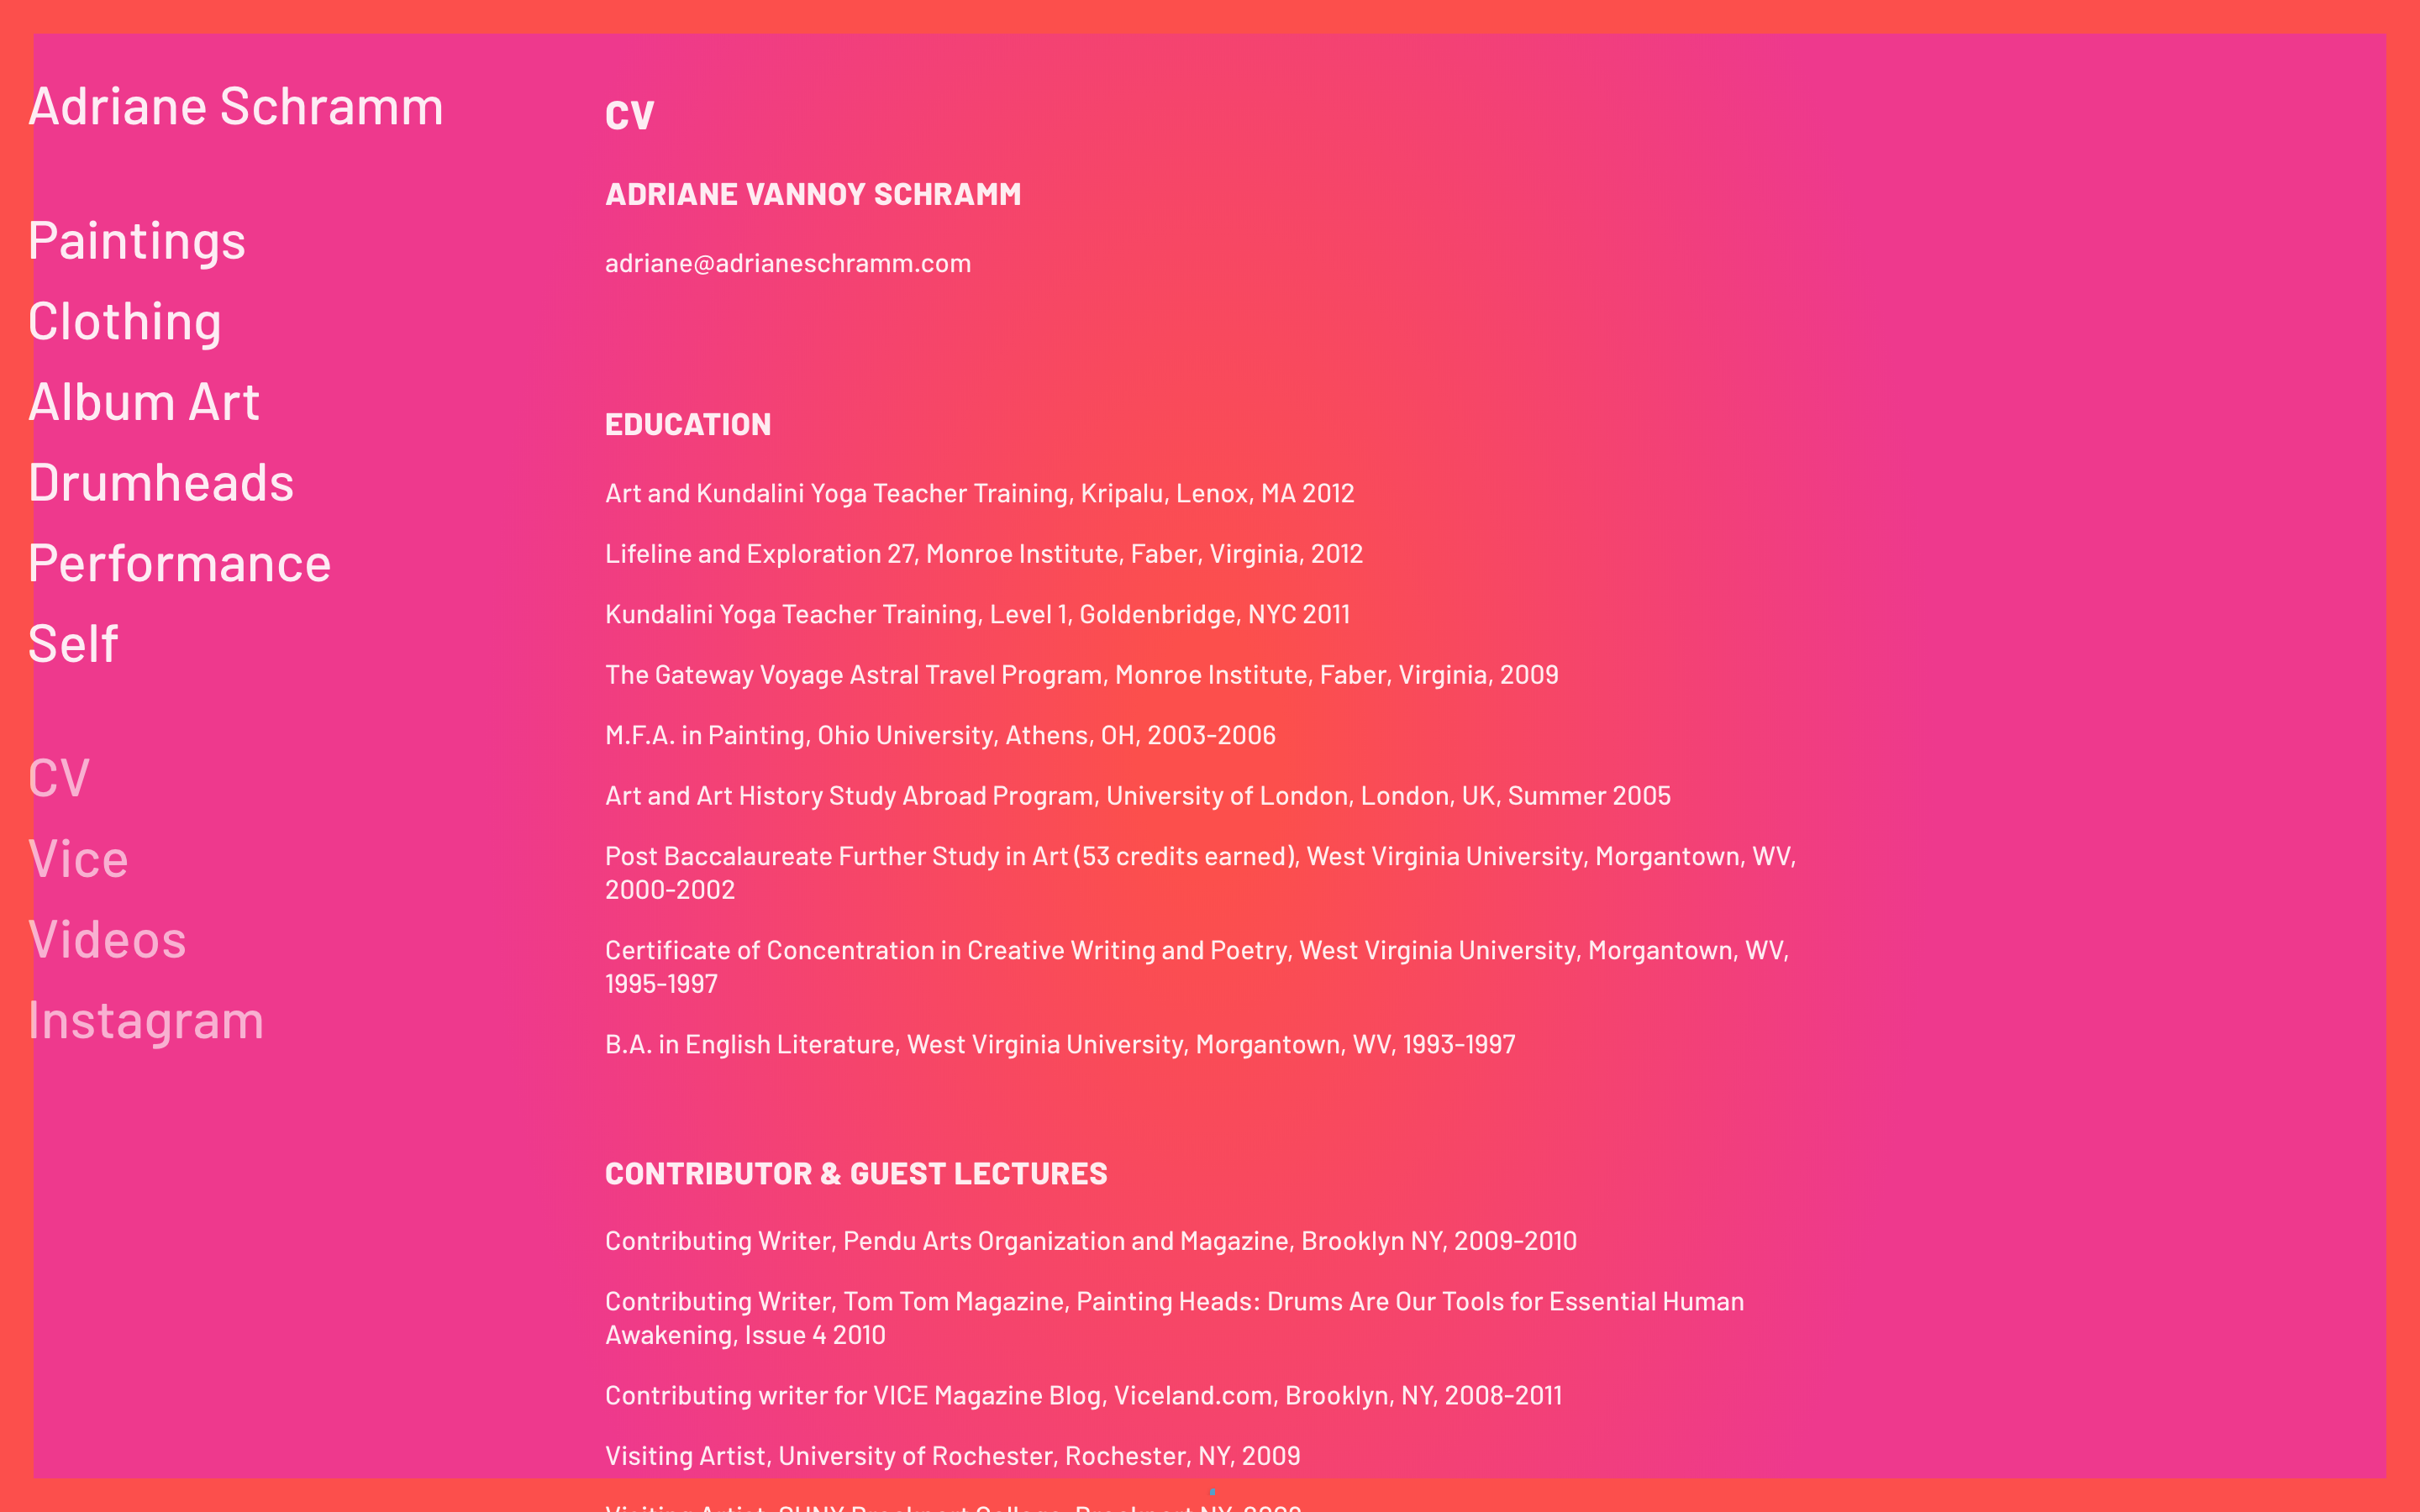 Adriane Schramm
Paintings
Clothing
Album Art
Drumheads
Performance
Self
CV
Vice
Videos
Instagram
CV
ADRIANE VANNOY SCHRAMM
adriane@adrianeschramm.com
EDUCATION
Art and Kundalini Yoga Teacher Training, Kripalu, Lenox, MA 2012
Lifeline and Exploration 27, Monroe Institute, Faber, Virginia, 2012
Kundalini Yoga Teacher Training, Level 1, Goldenbridge, NYC 2011
The Gateway Voyage Astral Travel Program, Monroe Institute, Faber, Virginia, 2009
M.F.A. in Painting, Ohio University, Athens, OH, 2003-2006
Art and Art History Study Abroad Program, University of London, London, UK, Summer 2005
Post Baccalaureate Further Study in Art (53 credits earned), West Virginia University, Morgantown, WV,
2000-2002
Certificate of Concentration in Creative Writing and Poetry, West Virginia University, Morgantown, WV,
1995-1997
B.A. in English Literature, West Virginia University, Morgantown, WV, 1993-1997
CONTRIBUTOR & GUEST LECTURES
Contributing Writer, Pendu Arts Organization and Magazine, Brooklyn NY, 2009-2010
Contributing Writer, Tom Tom Magazine, Painting Heads: Drums Are Our Tools for Essential Human
Awakening, Issue 4 2010
Contributing writer for VICE Magazine Blog, Viceland.com, Brooklyn, NY, 2008-2011
Visiting Artist, University of Rochester, Rochester, NY, 2009